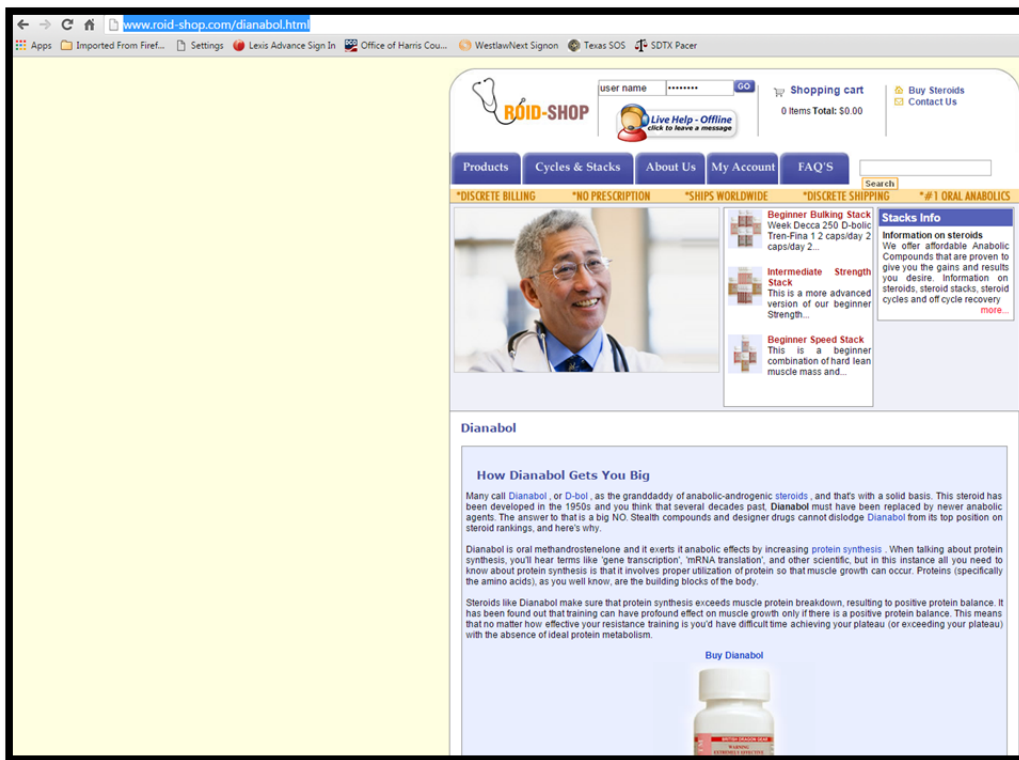 www.roid-shop.com/dianabol.html
Apps Imported From Firef... Settings Lexis Advance Sign In Office of Harris Cou... WestlawNext Signon Texas SOS SDTX Pacer
ROID-SHOP
user name •••••••• GO
Live Help - Offline
click to leave a message
Shopping cart
0 Items Total: $0.00
Buy Steroids
Contact Us
Products Cycles & Stacks About Us My Account FAQ'S
Search
*DISCRETE BILLING *NO PRESCRIPTION *SHIPS WORLDWIDE *DISCRETE SHIPPING *#1 ORAL ANABOLICS
Beginner Bulking Stack
Week Decca 250 D-bolic
Tren-Fina 1 2 caps/day 2
caps/day 2...
Intermediate Strength
Stack
This is a more advanced
version of our beginner
Strength...
Beginner Speed Stack
This is a beginner
combination of hard lean
muscle mass and...
Stacks Info
Information on steroids
We offer affordable Anabolic
Compounds that are proven to
give you the gains and results
you desire. Information on
steroids, steroid stacks, steroid
cycles and off cycle recovery
more...
Dianabol
How Dianabol Gets You Big
Many call Dianabol , or D-bol , as the granddaddy of anabolic-androgenic steroids , and that's with a solid basis. This steroid has
been developed in the 1950s and you think that several decades past, Dianabol must have been replaced by newer anabolic
agents. The answer to that is a big NO. Stealth compounds and designer drugs cannot dislodge Dianabol from its top position on
steroid rankings, and here's why.
Dianabol is oral methandrostenelone and it exerts it anabolic effects by increasing protein synthesis . When talking about protein
synthesis, you'll hear terms like 'gene transcription', 'mRNA translation', and other scientific, but in this instance all you need to
know about protein synthesis is that it involves proper utilization of protein so that muscle growth can occur. Proteins (specifically
the amino acids), as you well know, are the building blocks of the body.
Steroids like Dianabol make sure that protein synthesis exceeds muscle protein breakdown, resulting to positive protein balance. It
has been found out that training can have profound effect on muscle growth only if there is a positive protein balance. This means
that no matter how effective your resistance training is you'd have difficult time achieving your plateau (or exceeding your plateau)
with the absence of ideal protein metabolism.
Buy Dianabol
BRITISH DRAGON GEAR
WARNING
EXTREMELY EFFECTIVE